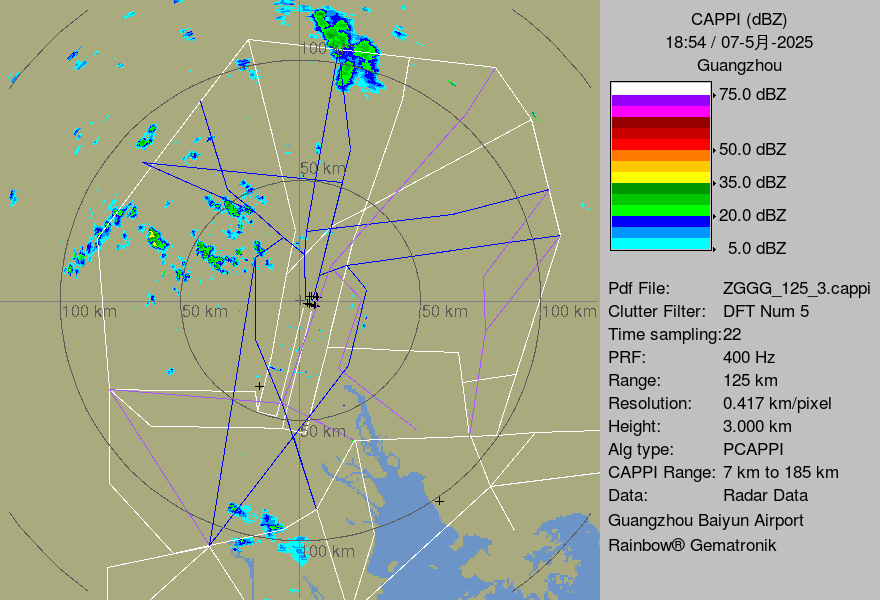 100 km
50 km
100 km
50 km
50 km
100 km
50 km
100 km
CAPPI (dBZ)
18:54 / 07-5月-2025
Guangzhou
75.0 dBZ
50.0 dBZ
35.0 dBZ
20.0 dBZ
5.0 dBZ
Pdf File: ZGGG_125_3.cappi
Clutter Filter: DFT Num 5
Time sampling:22
PRF: 400 Hz
Range: 125 km
Resolution: 0.417 km/pixel
Height: 3.000 km
Alg type: PCAPPI
CAPPI Range: 7 km to 185 km
Data: Radar Data
Guangzhou Baiyun Airport
Rainbow® Gematronik